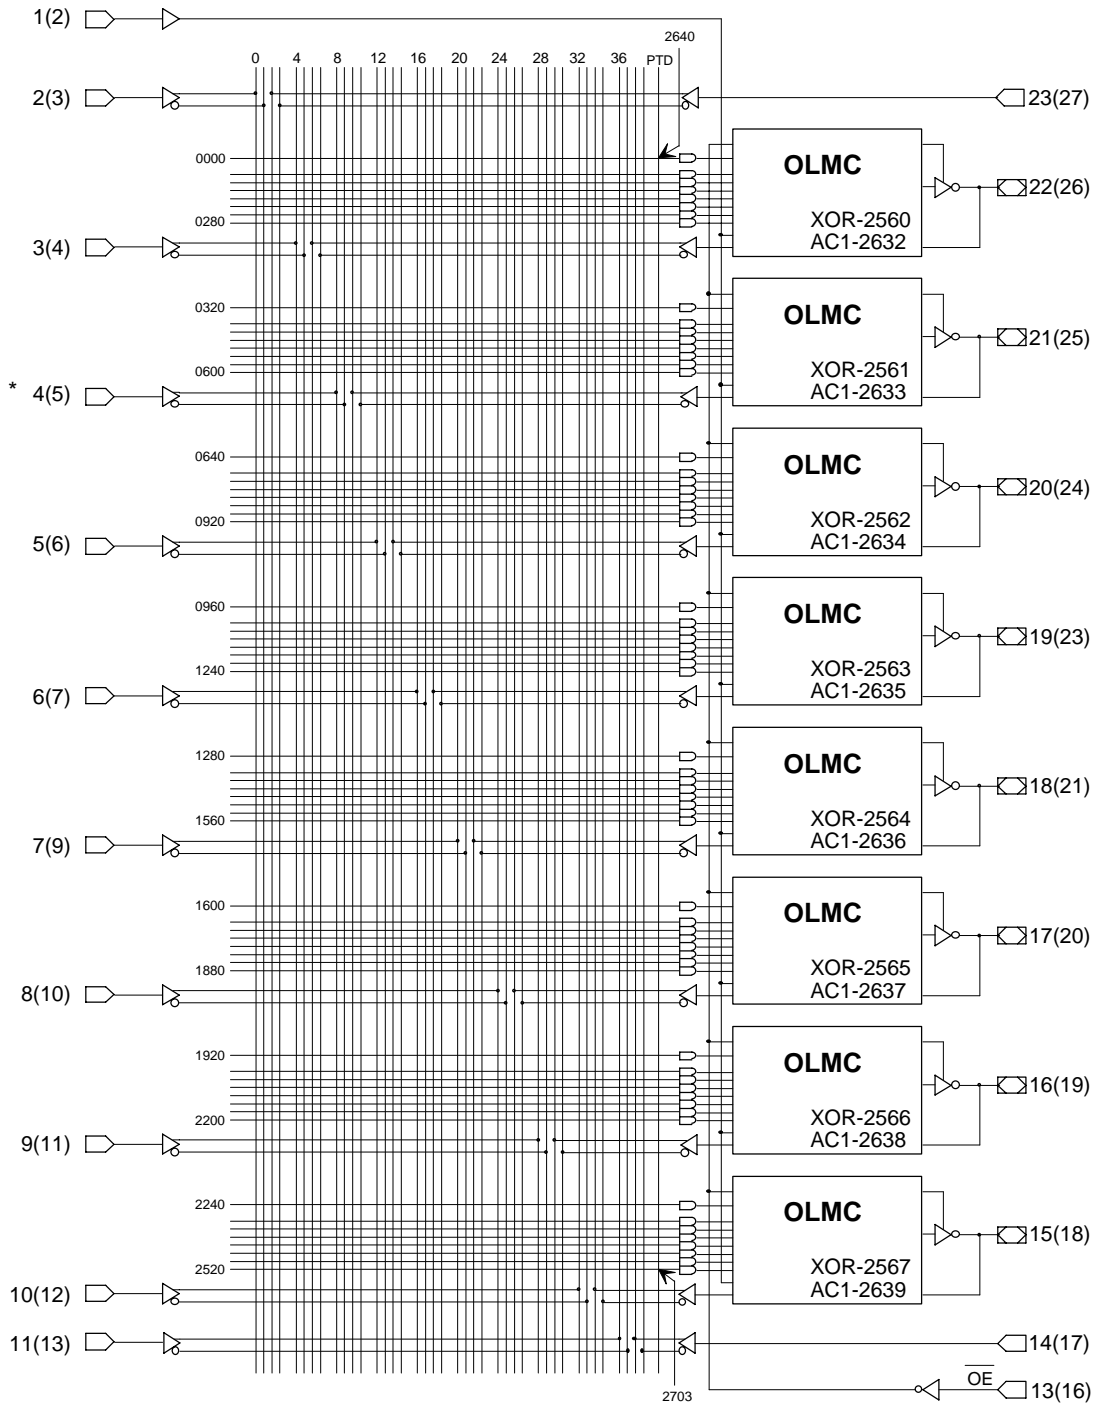 1(2)
2640
0 4 8 12 16 20 24 28 32 36 PTD
2(3)
23(27)
0000
OLMC
22(26)
0280
XOR-2560
3(4)
AC1-2632
0320
OLMC
21(25)
0600
XOR-2561
* 4(5)
AC1-2633
0640
OLMC
20(24)
0920
XOR-2562
5(6)
AC1-2634
0960
OLMC
19(23)
1240
XOR-2563
6(7)
AC1-2635
1280
OLMC
18(21)
1560
XOR-2564
7(9)
AC1-2636
1600
OLMC
17(20)
1880
XOR-2565
8(10)
AC1-2637
1920
OLMC
16(19)
2200
XOR-2566
9(11)
AC1-2638
2240
OLMC
15(18)
2520
XOR-2567
10(12)
AC1-2639
11(13)
14(17)
OE
13(16)
2703